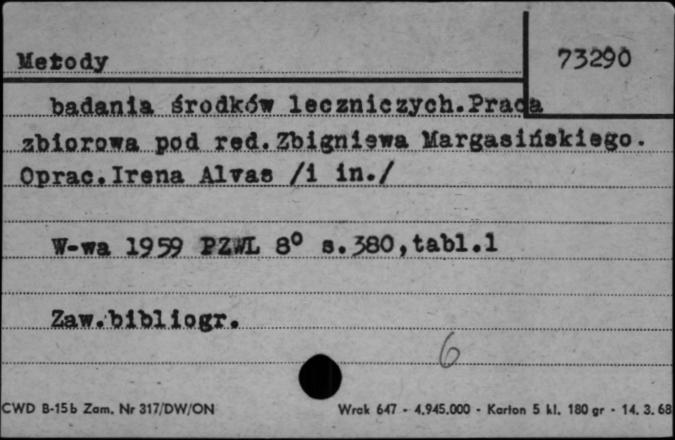 Metody
73290
badania środków leczniczych.Praca
zbiorowa pod red.Zbigniewa Margasińskiego.
Oprac.Irena Alvas /i in./
W-wa 1959 PZWL 8° s.380,tabl.1
Zaw.bibliogr.
6
CWD B-15b Zam. Nr 317/DW/ON
Wrak 647 - 4.945.000 - Karton 5 kl. 180 gr - 14. 3. 68